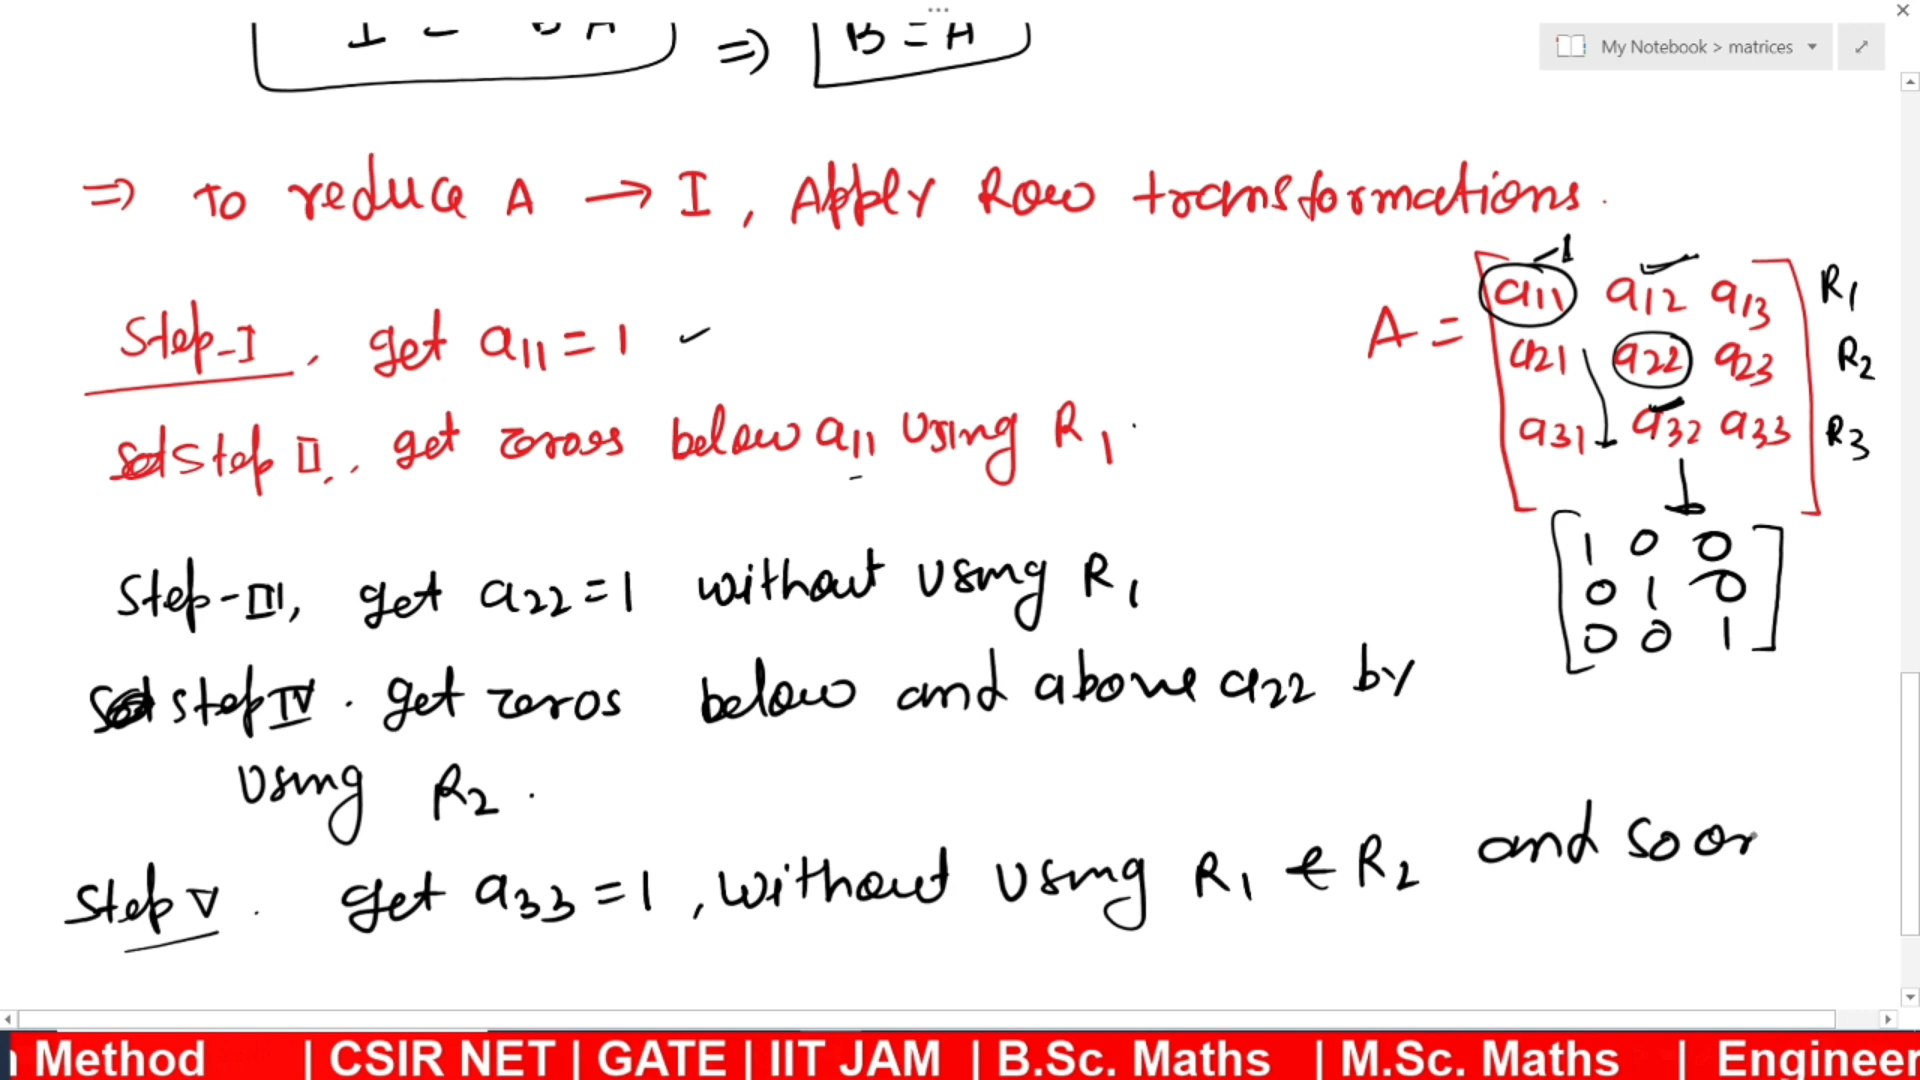 My Notebook > matrices
=> B = A
=> To reduce A → I, Apply Row transformations.
Step-I, get a11 = 1
Step II, get zeross below a11 Using R1.
Step-III, get a22 = 1 without Using R1
Step IV. get zeros below and above a22 by
Using R2.
Step V. get a33 = 1, without Using R1 & R2 and so on
1
A = [ a11 a12 a13 ] R1
a21 a22 a23 R2
a31 a32 a33 R3
1 0 0
0 1 0
0 0 1
Method | CSIR NET | GATE | IIT JAM | B.Sc. Maths | M.Sc. Maths | Engineer